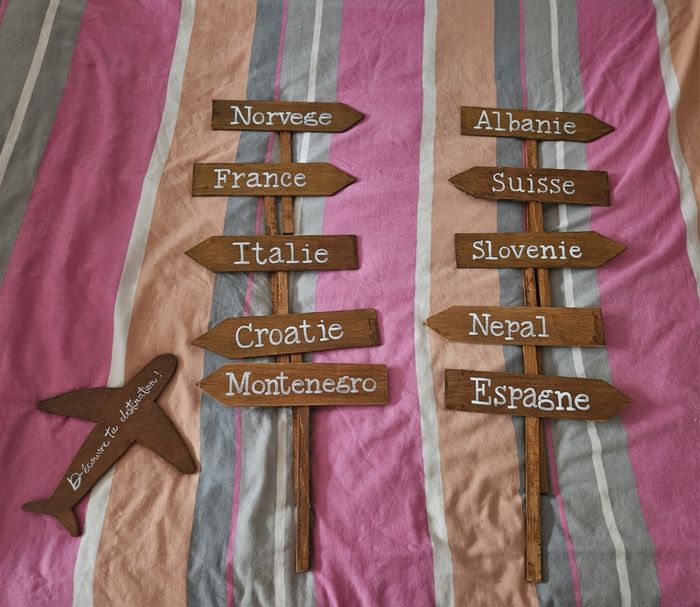 Norvege
France
Italie
Croatie
Montenegro
Albanie
Suisse
Slovenie
Nepal
Espagne
Découvre ta destination !